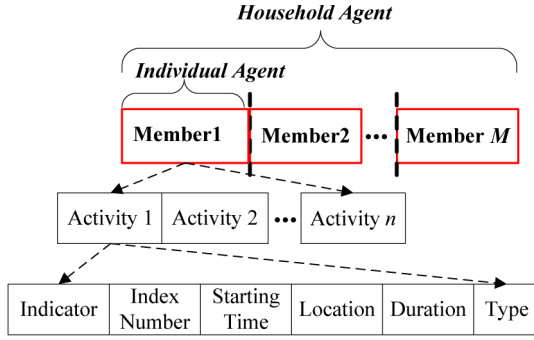 Household Agent
Individual Agent
Member1 Member2 ••• Member M
Activity 1 Activity 2 ••• Activity n
Indicator Index Number Starting Time Location Duration Type